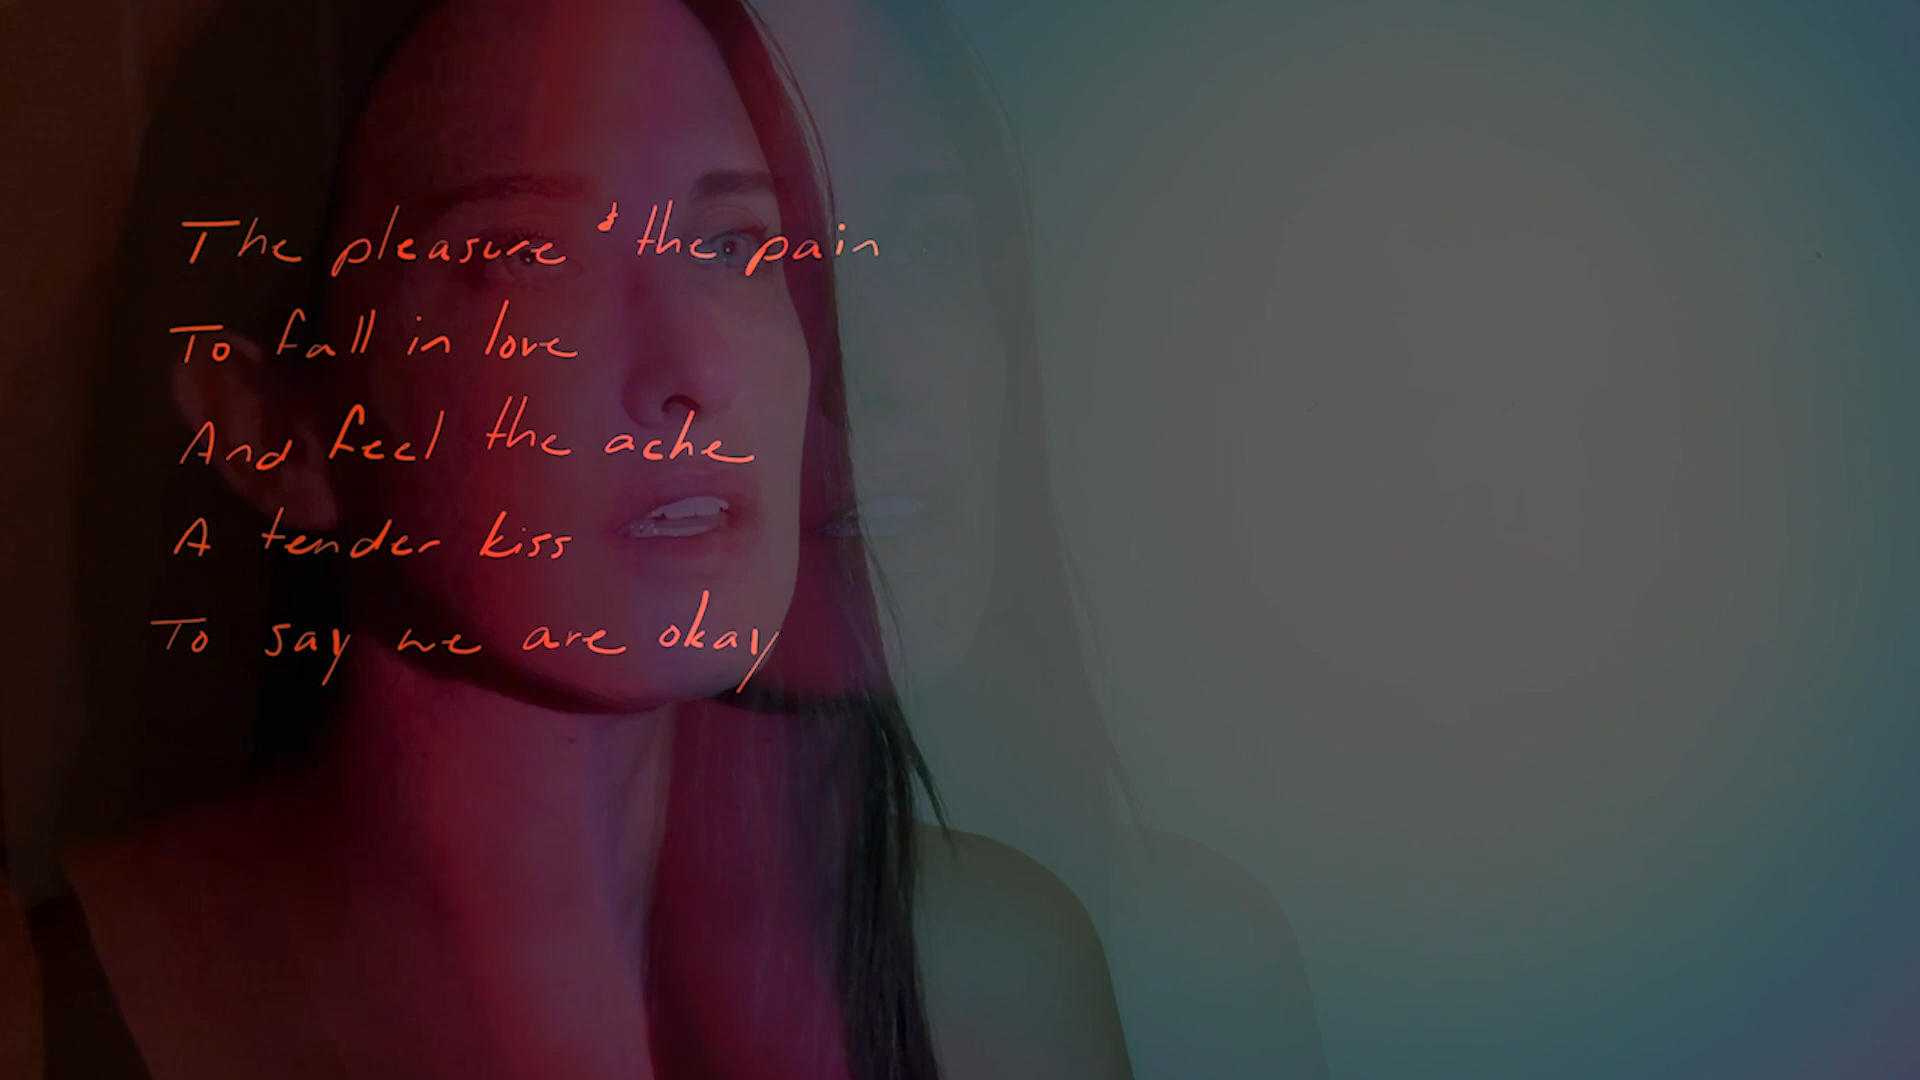 The pleasure & the pain
To fall in love
And feel the ache
A tender kiss
To say we are okay